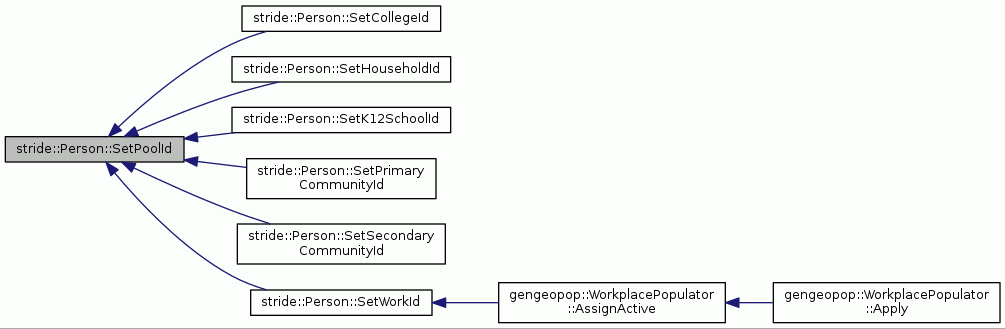 stride::Person::SetCollegeId
stride::Person::SetHouseholdId
stride::Person::SetK12SchoolId
stride::Person::SetPoolId
stride::Person::SetPrimary
CommunityId
stride::Person::SetSecondary
CommunityId
stride::Person::SetWorkId
gengeopop::WorkplacePopulator
::AssignActive
gengeopop::WorkplacePopulator
::Apply